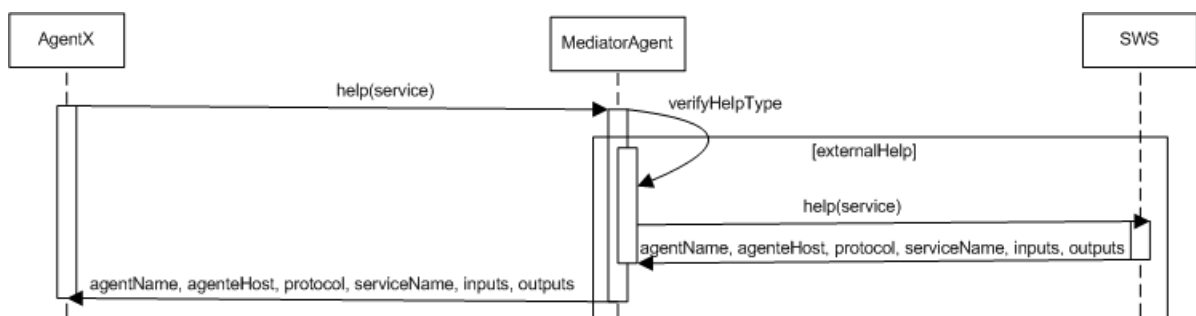 AgentX
MediatorAgent
SWS
help(service)
verifyHelpType
[externalHelp]
help(service)
agentName, agenteHost, protocol, serviceName, inputs, outputs
agentName, agenteHost, protocol, serviceName, inputs, outputs